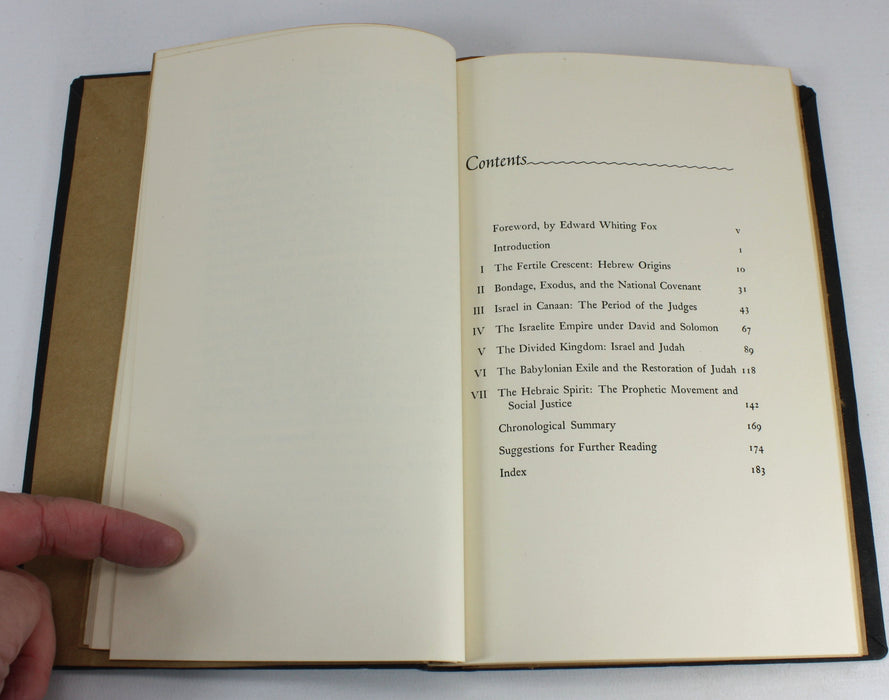 Contents
Foreword, by Edward Whiting Fox v
Introduction 1
I The Fertile Crescent: Hebrew Origins 10
II Bondage, Exodus, and the National Covenant 31
III Israel in Canaan: The Period of the Judges 43
IV The Israelite Empire under David and Solomon 67
V The Divided Kingdom: Israel and Judah 89
VI The Babylonian Exile and the Restoration of Judah 118
VII The Hebraic Spirit: The Prophetic Movement and
Social Justice 142
Chronological Summary 169
Suggestions for Further Reading 174
Index 183